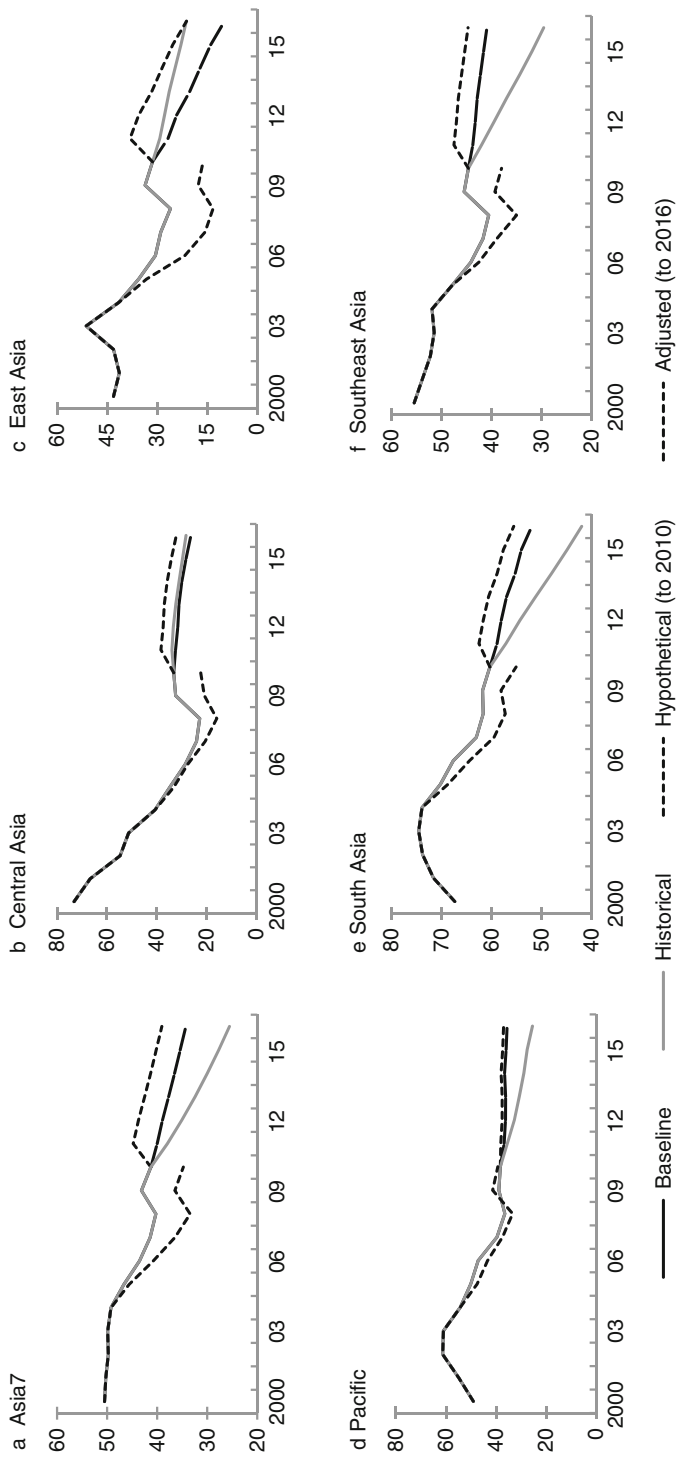 a Asia7
60
50
40
30
20
2000 03 06 09 12 15
b Central Asia
80
60
40
20
0
2000 03 06 09 12 15
c East Asia
60
45
30
15
0
2000 03 06 09 12 15
d Pacific
80
60
40
20
0
2000 03 06 09 12 15
e South Asia
80
70
60
50
40
2000 03 06 09 12 15
f Southeast Asia
60
50
40
30
20
2000 03 06 09 12 15
Baseline Historical Hypothetical (to 2010) Adjusted (to 2016)